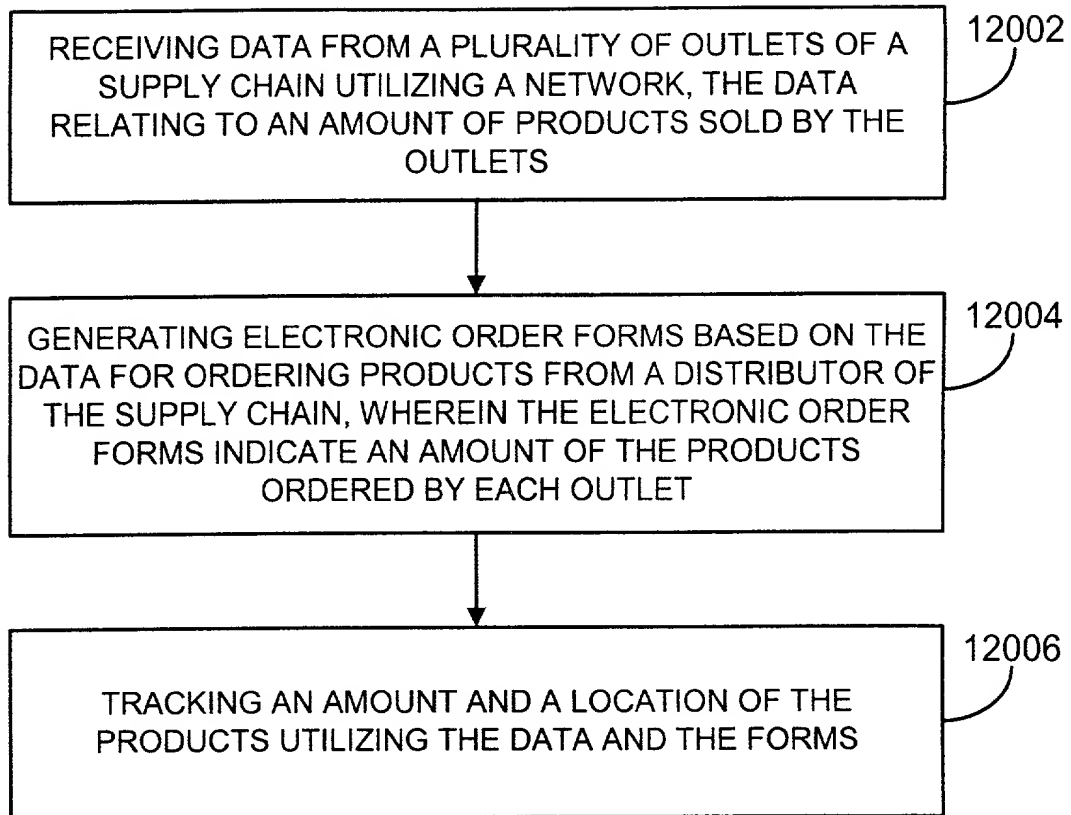 RECEIVING DATA FROM A PLURALITY OF OUTLETS OF A
SUPPLY CHAIN UTILIZING A NETWORK, THE DATA
RELATING TO AN AMOUNT OF PRODUCTS SOLD BY THE
OUTLETS
12002
GENERATING ELECTRONIC ORDER FORMS BASED ON THE
DATA FOR ORDERING PRODUCTS FROM A DISTRIBUTOR OF
THE SUPPLY CHAIN, WHEREIN THE ELECTRONIC ORDER
FORMS INDICATE AN AMOUNT OF THE PRODUCTS
ORDERED BY EACH OUTLET
12004
TRACKING AN AMOUNT AND A LOCATION OF THE
PRODUCTS UTILIZING THE DATA AND THE FORMS
12006